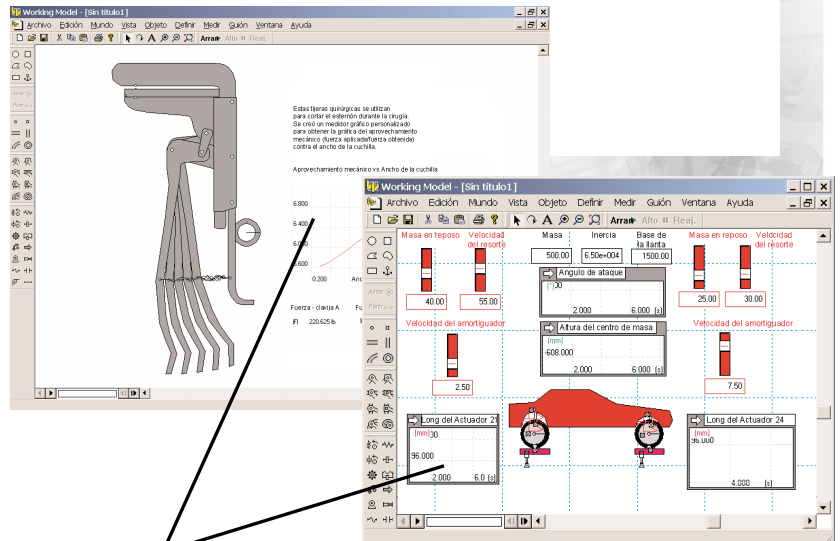 Working Model - [Sin título1]
Archivo Edición Mundo Vista Objeto Definir Medir Guión Ventana Ayuda
Arran Alto Reaj.
Estas tijeras quirúrgicas se utilizan
para cortar el esternón durante la cirugía.
Se creó un medidor gráfico personalizado
para obtener la gráfica del aprovechamiento
mecánico (fuerza aplicada/fuerza obtenida)
contra el ancho de la cuchilla.
Aprovechamiento mecánico vs Ancho de la cuchilla
6.800
6.400
0.200
Fuerza - clavija A
|F| 220.625 lb
Working Model - [Sin título1]
Archivo Edición Mundo Vista Objeto Definir Medir Guión Ventana Ayuda
Arran Alto Reaj.
Masa en reposo Velocidad del resorte Masa Inercia Base de la llanta Masa en reposo Velocidad del resorte
500.00 6.50e+004 1500.00
Angulo de ataque
(°)
2.000 6.000 (s)
40.00 55.00 25.00 30.00
Velocidad del amortiguador
Altura del centro de masa
Velocidad del amortiguador
(mm)
-608.000
2.000 6.000 (s)
2.50
7.50
Long del Actuador 21
(mm)
96.000
2.000 6.0 (s)
Long del Actuador 24
(mm)
96.000
4.000 (s)